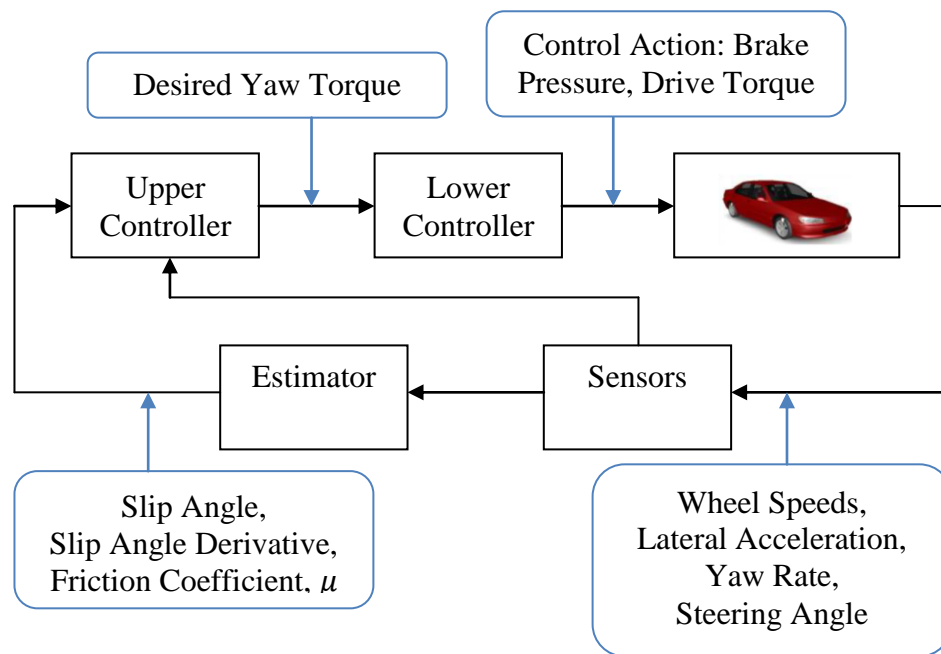 Desired Yaw Torque
Control Action: Brake
Pressure, Drive Torque
Upper
Controller
Lower
Controller
Estimator
Sensors
Slip Angle,
Slip Angle Derivative,
Friction Coefficient, μ
Wheel Speeds,
Lateral Acceleration,
Yaw Rate,
Steering Angle